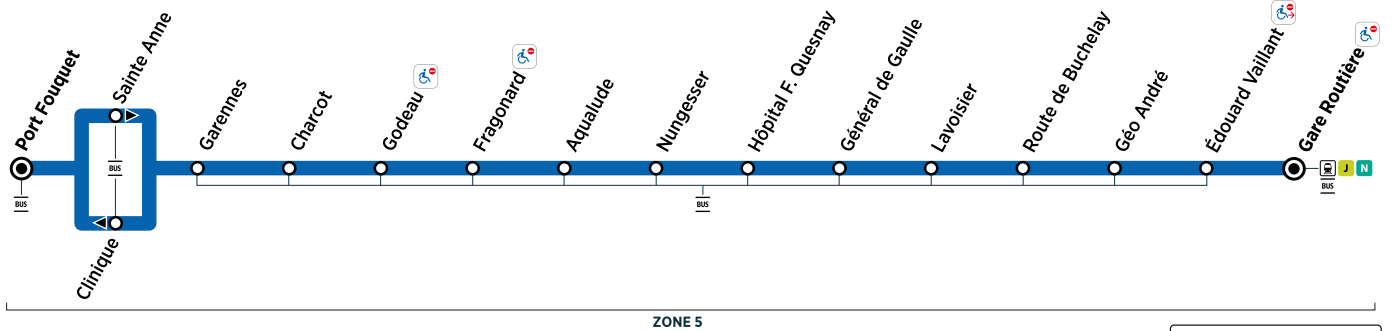 Port Fouquet
Sainte Anne
Clinique
Garennes
Charcot
Godeau
Fragonard
Aqualude
Nungesser
Hôpital F. Quesnay
Général de Gaulle
Lavoisier
Route de Buchelay
Géo André
Édouard Vaillant
Gare Routière
BUS
BUS
BUS
J N
BUS
ZONE 5